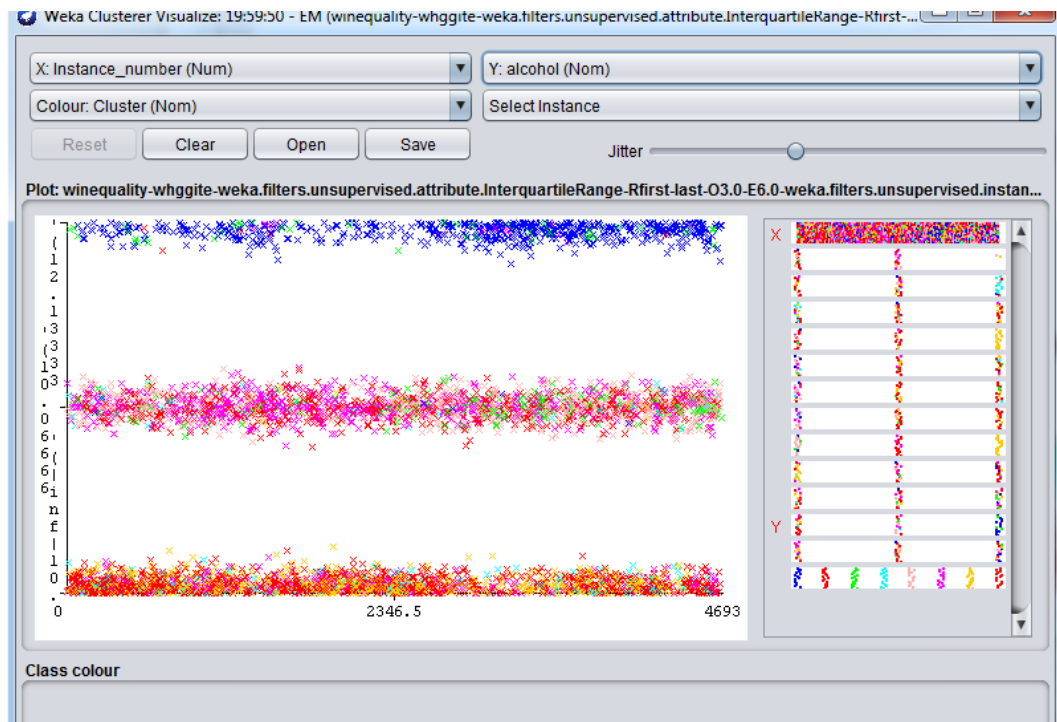 Weka Clusterer Visualize: 19:59:50 - EM (winequality-whggite-weka.filters.unsupervised.attribute.InterquartileRange-Rfirst-...
X: Instance_number (Num)
Y: alcohol (Nom)
Colour: Cluster (Nom)
Select Instance
Reset
Clear
Open
Save
Jitter
Plot: winequality-whggite-weka.filters.unsupervised.attribute.InterquartileRange-Rfirst-last-O3.0-E6.0-weka.filters.unsupervised.instan...
X
Y
0
2346.5
4693
Class colour